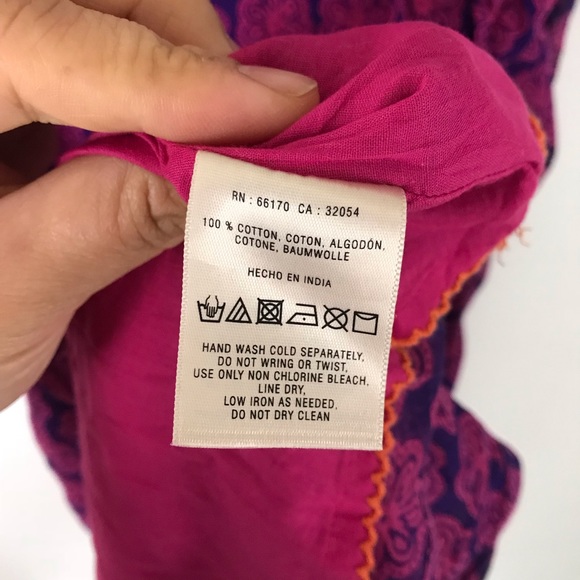 RN : 66170 CA : 32054
100 % COTTON, COTON, ALGODÓN,
COTONE, BAUMWOLLE
HECHO EN INDIA
HAND WASH COLD SEPARATELY,
DO NOT WRING OR TWIST,
USE ONLY NON CHLORINE BLEACH,
LINE DRY,
LOW IRON AS NEEDED,
DO NOT DRY CLEAN